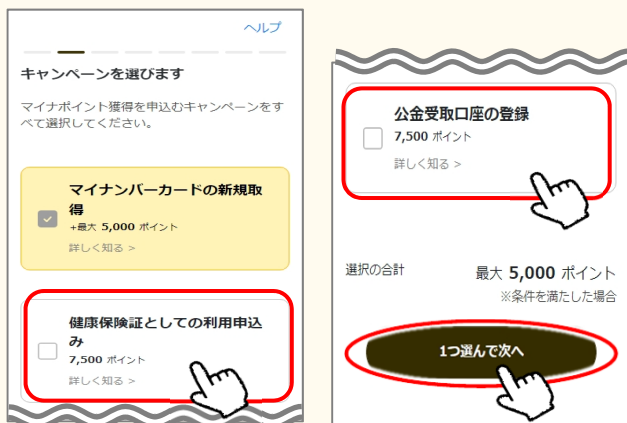 ヘルプ
キャンペーンを選びます
マイナポイント獲得を申込むキャンペーンをす
べて選択してください。
マイナンバーカードの新規取
得
+最大 5,000 ポイント
詳しく知る >
健康保険証としての利用申込
み
7,500 ポイント
詳しく知る >
公金受取口座の登録
7,500 ポイント
詳しく知る >
選択の合計
最大 5,000 ポイント
※条件を満たした場合
1つ選んで次へ